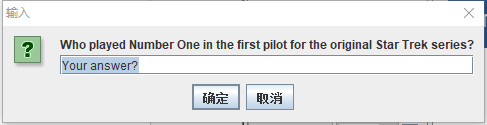 输入
Who played Number One in the first pilot for the original Star Trek series?
Your answer?
确定 取消